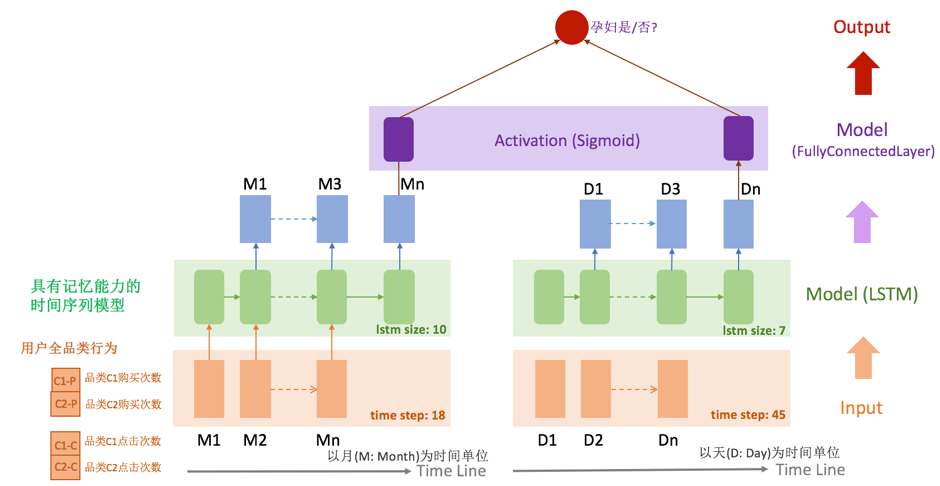 孕妇是/否?
Output
Activation (Sigmoid)
Model
(FullyConnectedLayer)
M1
M3
Mn
D1
D3
Dn
具有记忆能力的
时间序列模型
lstm size: 10
lstm size: 7
Model (LSTM)
用户全品类行为
C1-P
品类C1购买次数
C2-P
品类C2购买次数
time step: 18
time step: 45
Input
C1-C
品类C1点击次数
C2-C
品类C2点击次数
M1
M2
Mn
D1
D2
Dn
以月(M: Month)为时间单位
以天(D: Day)为时间单位
Time Line
Time Line